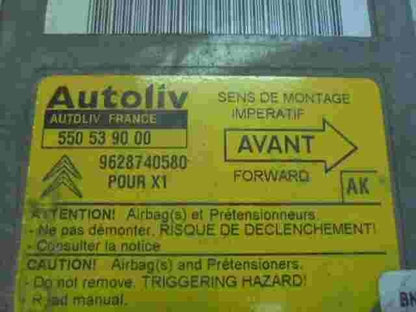 Autoliv
AUTOLIV FRANCE
550 53 90 00
SENS DE MONTAGE
IMPERATIF
AVANT
FORWARD
9628740580
POUR X1
AK
ATTENTION! Airbag(s) et Prétensionneurs.
- Ne pas démonter. RISQUE DE DECLENCHEMENT!
- Consulter la notice
CAUTION! Airbag(s) and Pretensioners.
- Do not remove. TRIGGERING HAZARD!
- Read manual.
BN